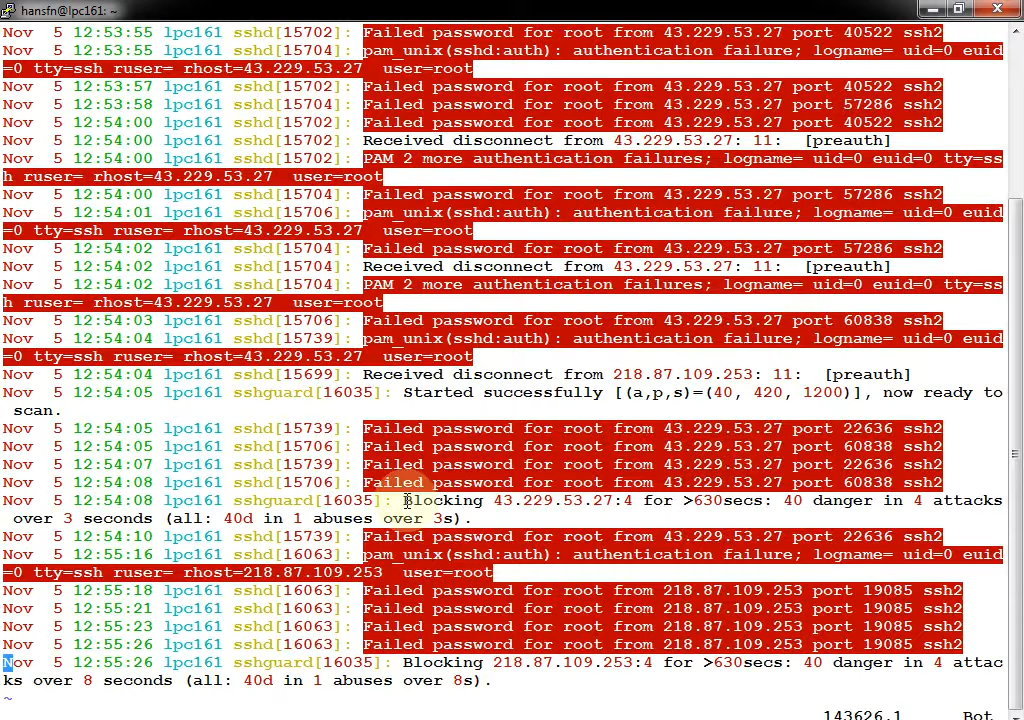 hansfn@lpc161: ~
Nov  5 12:53:55 lpc161 sshd[15702]: Failed password for root from 43.229.53.27 port 40522 ssh2
Nov  5 12:53:55 lpc161 sshd[15702]: pam_unix(sshd:auth): authentication failure; logname= uid=0 euid
=0 tty=ssh ruser= rhost=43.229.53.27  user=root
Nov  5 12:53:57 lpc161 sshd[15702]: Failed password for root from 43.229.53.27 port 40522 ssh2
Nov  5 12:53:58 lpc161 sshd[15704]: Failed password for root from 43.229.53.27 port 57286 ssh2
Nov  5 12:54:00 lpc161 sshd[15702]: Failed password for root from 43.229.53.27 port 40522 ssh2
Nov  5 12:54:00 lpc161 sshd[15702]: Received disconnect from 43.229.53.27: 11:  [preauth]
Nov  5 12:54:00 lpc161 sshd[15702]: PAM 2 more authentication failures; logname= uid=0 euid=0 tty=ss
h ruser= rhost=43.229.53.27  user=root
Nov  5 12:54:00 lpc161 sshd[15704]: Failed password for root from 43.229.53.27 port 57286 ssh2
Nov  5 12:54:01 lpc161 sshd[15706]: pam_unix(sshd:auth): authentication failure; logname= uid=0 euid
=0 tty=ssh ruser= rhost=43.229.53.27  user=root
Nov  5 12:54:02 lpc161 sshd[15704]: Failed password for root from 43.229.53.27 port 57286 ssh2
Nov  5 12:54:02 lpc161 sshd[15704]: Received disconnect from 43.229.53.27: 11:  [preauth]
Nov  5 12:54:02 lpc161 sshd[15704]: PAM 2 more authentication failures; logname= uid=0 euid=0 tty=ss
h ruser= rhost=43.229.53.27  user=root
Nov  5 12:54:03 lpc161 sshd[15706]: Failed password for root from 43.229.53.27 port 60838 ssh2
Nov  5 12:54:04 lpc161 sshd[15739]: pam_unix(sshd:auth): authentication failure; logname= uid=0 euid
=0 tty=ssh ruser= rhost=43.229.53.27  user=root
Nov  5 12:54:04 lpc161 sshd[15699]: Received disconnect from 218.87.109.253: 11:  [preauth]
Nov  5 12:54:05 lpc161 sshguard[16035]: Started successfully [(a,p,s)=(40, 420, 1200)], now ready to
 scan.
Nov  5 12:54:05 lpc161 sshd[15739]: Failed password for root from 43.229.53.27 port 22636 ssh2
Nov  5 12:54:05 lpc161 sshd[15706]: Failed password for root from 43.229.53.27 port 60838 ssh2
Nov  5 12:54:07 lpc161 sshd[15739]: Failed password for root from 43.229.53.27 port 22636 ssh2
Nov  5 12:54:08 lpc161 sshd[15706]: Failed password for root from 43.229.53.27 port 60838 ssh2
Nov  5 12:54:08 lpc161 sshguard[16035]: Blocking 43.229.53.27:4 for >630secs: 40 danger in 4 attacks
 over 3 seconds (all: 40d in 1 abuses over 3s).
Nov  5 12:54:10 lpc161 sshd[15739]: Failed password for root from 43.229.53.27 port 22636 ssh2
Nov  5 12:55:16 lpc161 sshd[16063]: pam_unix(sshd:auth): authentication failure; logname= uid=0 euid
=0 tty=ssh ruser= rhost=218.87.109.253  user=root
Nov  5 12:55:18 lpc161 sshd[16063]: Failed password for root from 218.87.109.253 port 19085 ssh2
Nov  5 12:55:21 lpc161 sshd[16063]: Failed password for root from 218.87.109.253 port 19085 ssh2
Nov  5 12:55:23 lpc161 sshd[16063]: Failed password for root from 218.87.109.253 port 19085 ssh2
Nov  5 12:55:26 lpc161 sshd[16063]: Failed password for root from 218.87.109.253 port 19085 ssh2
Nov  5 12:55:26 lpc161 sshguard[16035]: Blocking 218.87.109.253:4 for >630secs: 40 danger in 4 attac
ks over 8 seconds (all: 40d in 1 abuses over 8s).
~
143626,1      Bot